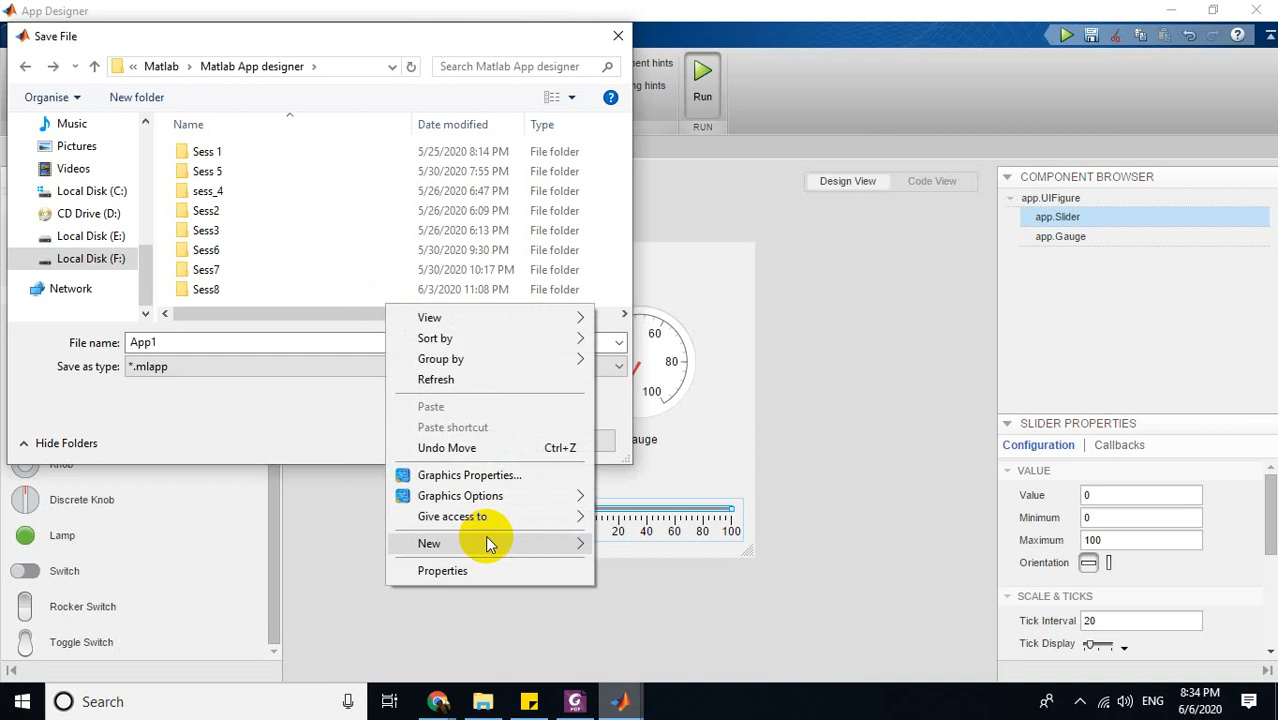 App Designer
Save File
Matlab > Matlab App designer >
Search Matlab App designer
Organise
New folder
Name
Date modified
Type
Music
Pictures
Videos
Local Disk (C:)
CD Drive (D:)
Local Disk (E:)
Local Disk (F:)
Network
Sess 1 5/25/2020 8:14 PM File folder
Sess 5 5/30/2020 7:55 PM File folder
sess_4 5/26/2020 6:47 PM File folder
Sess2 5/26/2020 6:09 PM File folder
Sess3 5/26/2020 6:13 PM File folder
Sess6 5/30/2020 9:30 PM File folder
Sess7 5/30/2020 10:17 PM File folder
Sess8 6/3/2020 11:08 PM File folder
File name: App1
Save as type: *.mlapp
Hide Folders
View
Sort by
Group by
Refresh
Paste
Paste shortcut
Undo Move Ctrl+Z
Graphics Properties...
Graphics Options
Give access to
New
Properties
ment hints
ng hints
Run
RUN
Design View
Code View
60
80
100
auge
20 40 60 80 100
Knob
Discrete Knob
Lamp
Switch
Rocker Switch
Toggle Switch
COMPONENT BROWSER
app.UIFigure
app.Slider
app.Gauge
SLIDER PROPERTIES
Configuration
Callbacks
VALUE
Value 0
Minimum 0
Maximum 100
Orientation
SCALE & TICKS
Tick Interval 20
Tick Display
Search
ENG
8:34 PM
6/6/2020